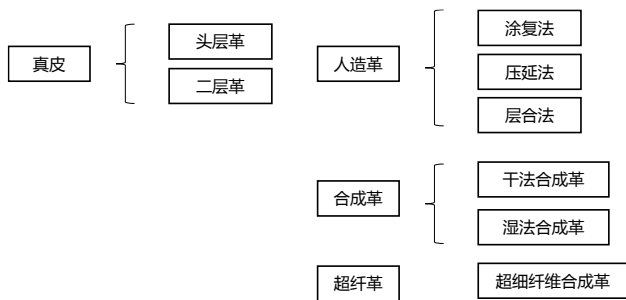 真皮
头层革
二层革
人造革
涂复法
压延法
层合法
合成革
干法合成革
湿法合成革
超纤革
超细纤维合成革